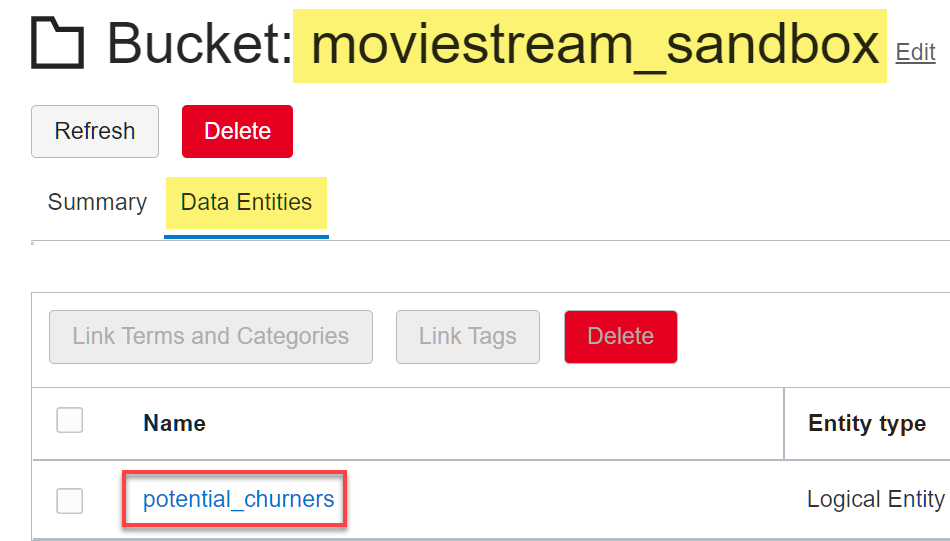 Bucket: moviestream_sandbox Edit
Refresh Delete
Summary Data Entities
Link Terms and Categories Link Tags Delete
Name Entity type
potential_churners Logical Entity